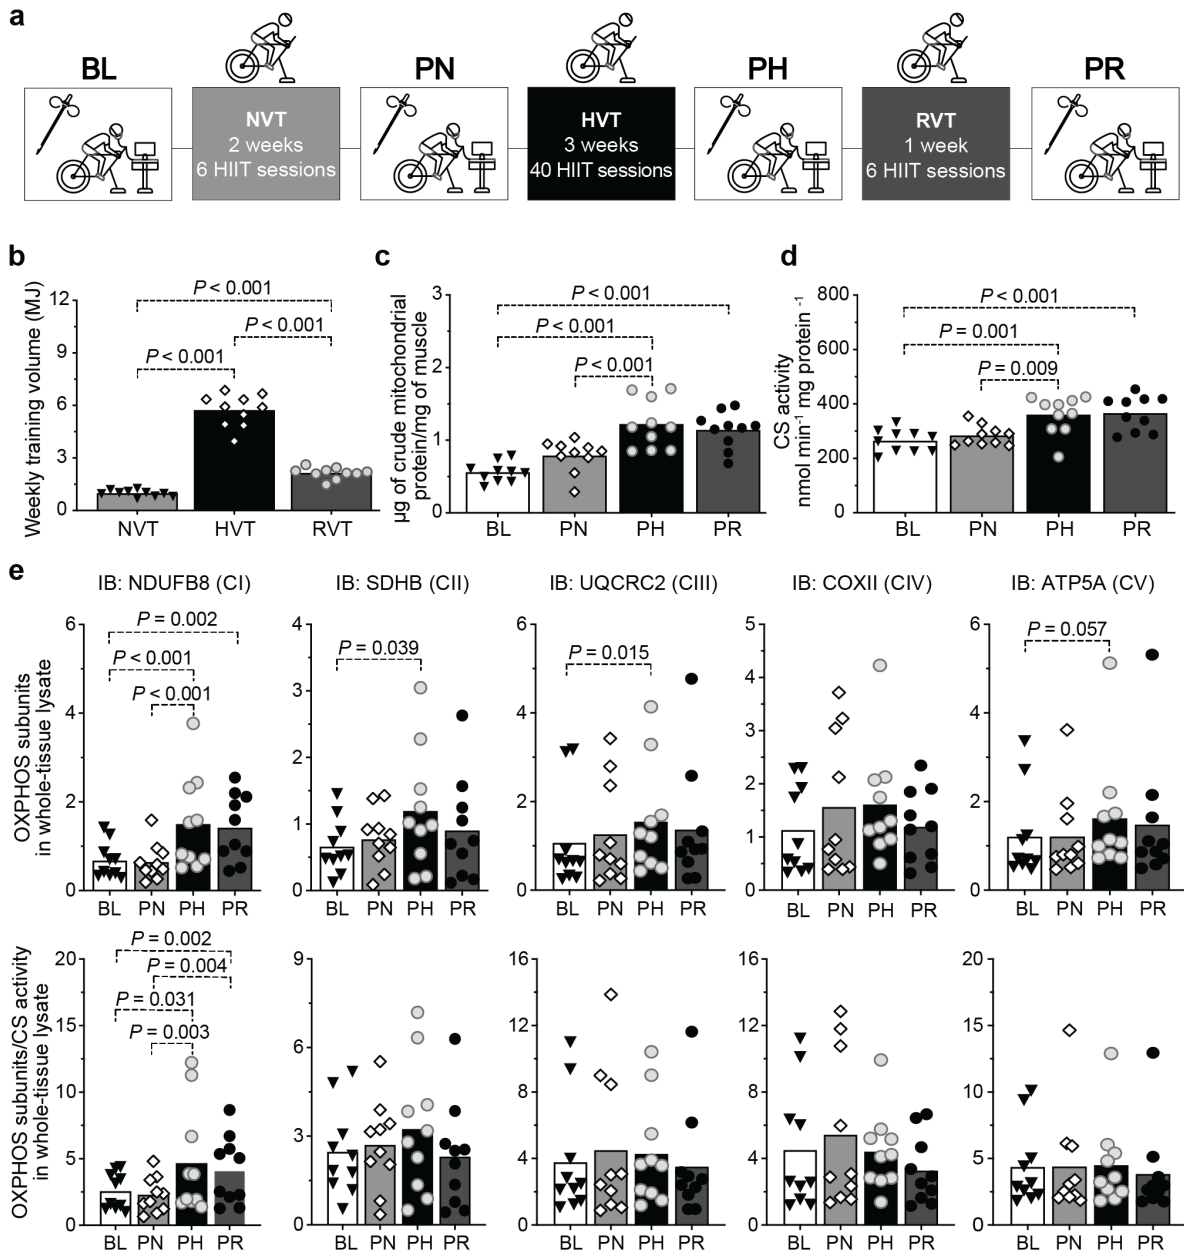 a
BL
PN
PH
PR
NVT
2 weeks
6 HIIT sessions
HVT
3 weeks
40 HIIT sessions
RVT
1 week
6 HIIT sessions
b
Weekly training volume (MJ)
12
9
6
3
0
P < 0.001
P < 0.001
P < 0.001
NVT
HVT
RVT
c
µg of crude mitochondrial
protein/mg of muscle
3
2
1
0
P < 0.001
P < 0.001
P < 0.001
BL
PN
PH
PR
d
CS activity
nmol min⁻¹ mg protein ⁻¹
800
600
400
200
0
P < 0.001
P = 0.001
P = 0.009
BL
PN
PH
PR
e
OXPHOS subunits
in whole-tissue lysate
IB: NDUFB8 (CI)
6
4
2
0
P = 0.002
P < 0.001
P < 0.001
BL
PN
PH
PR
IB: SDHB (CII)
4
3
2
1
0
P = 0.039
BL
PN
PH
PR
IB: UQCRC2 (CIII)
6
4
2
0
P = 0.015
BL
PN
PH
PR
IB: COXII (CIV)
5
4
3
2
1
0
BL
PN
PH
PR
IB: ATP5A (CV)
6
4
2
0
P = 0.057
BL
PN
PH
PR
OXPHOS subunits/CS activity
in whole-tissue lysate
20
15
10
5
0
P = 0.002
P = 0.004
P = 0.031
P = 0.003
BL
PN
PH
PR
9
6
3
0
BL
PN
PH
PR
16
12
8
4
0
BL
PN
PH
PR
16
12
8
4
0
BL
PN
PH
PR
20
15
10
5
0
BL
PN
PH
PR